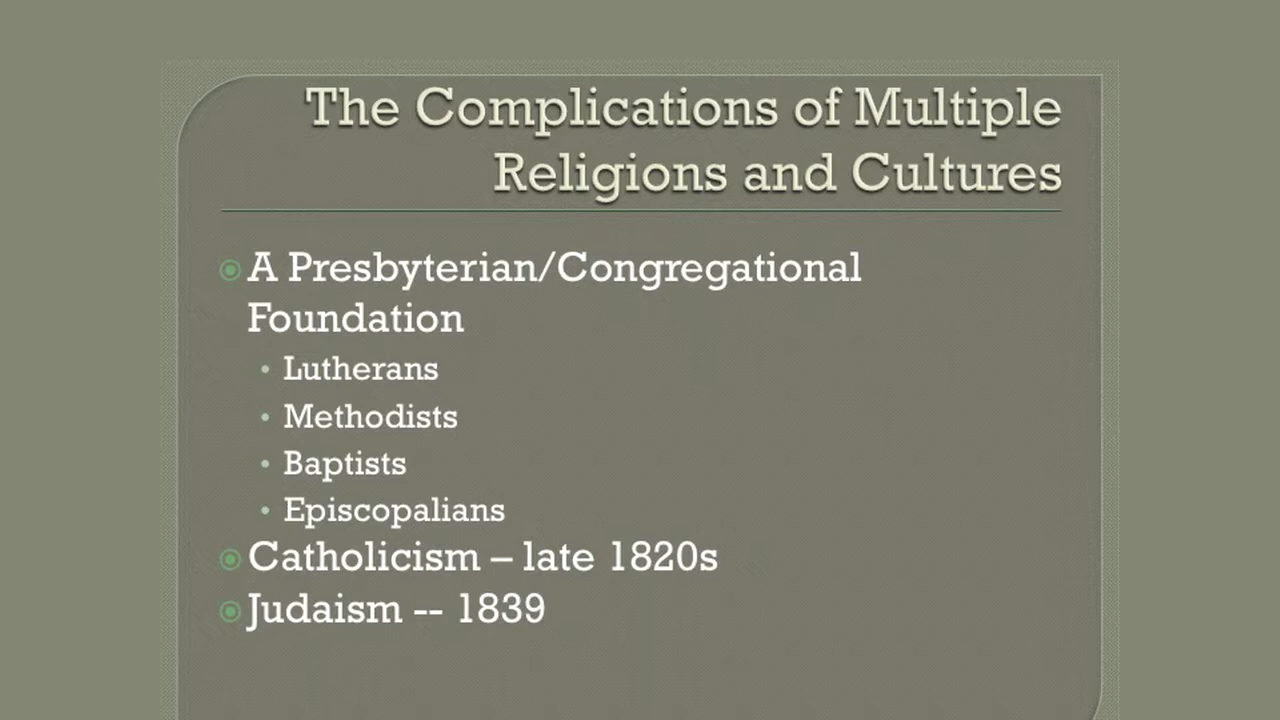 The Complications of Multiple
Religions and Cultures
A Presbyterian/Congregational
Foundation
Lutherans
Methodists
Baptists
Episcopalians
Catholicism – late 1820s
Judaism -- 1839